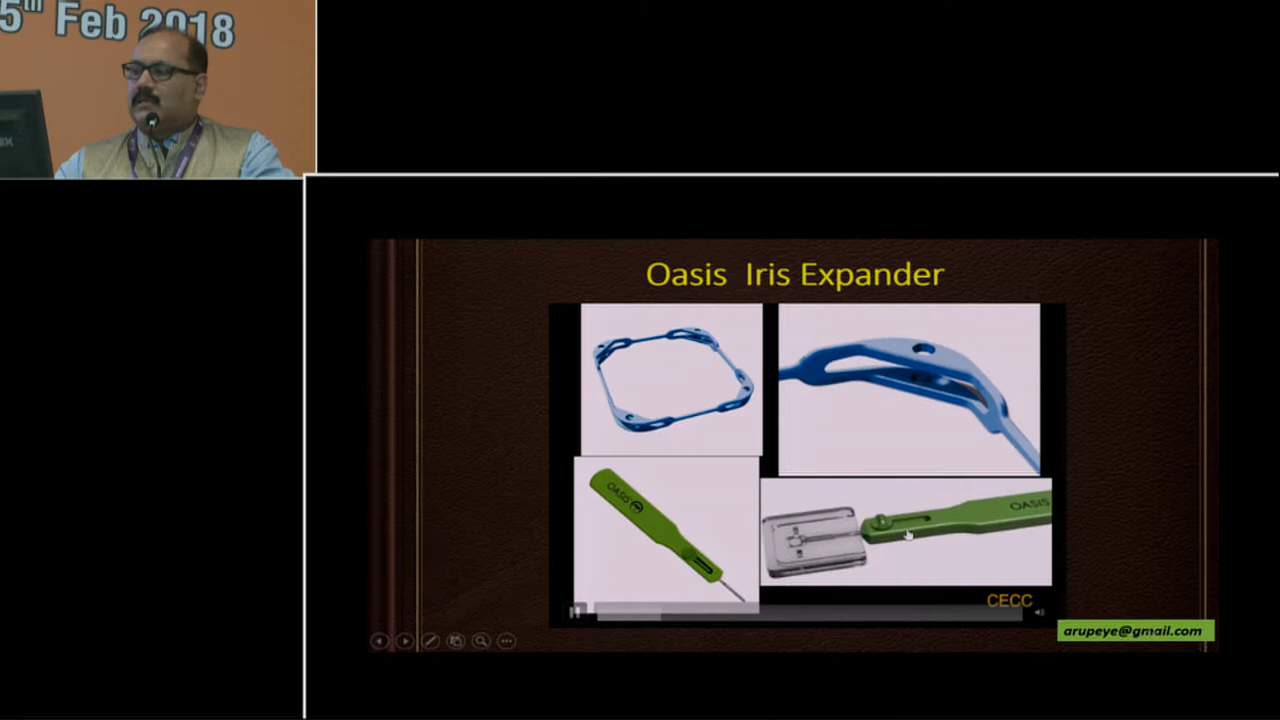 5th Feb 2018
Oasis Iris Expander
OASIS
OASIS
CECC
arupeye@gmail.com